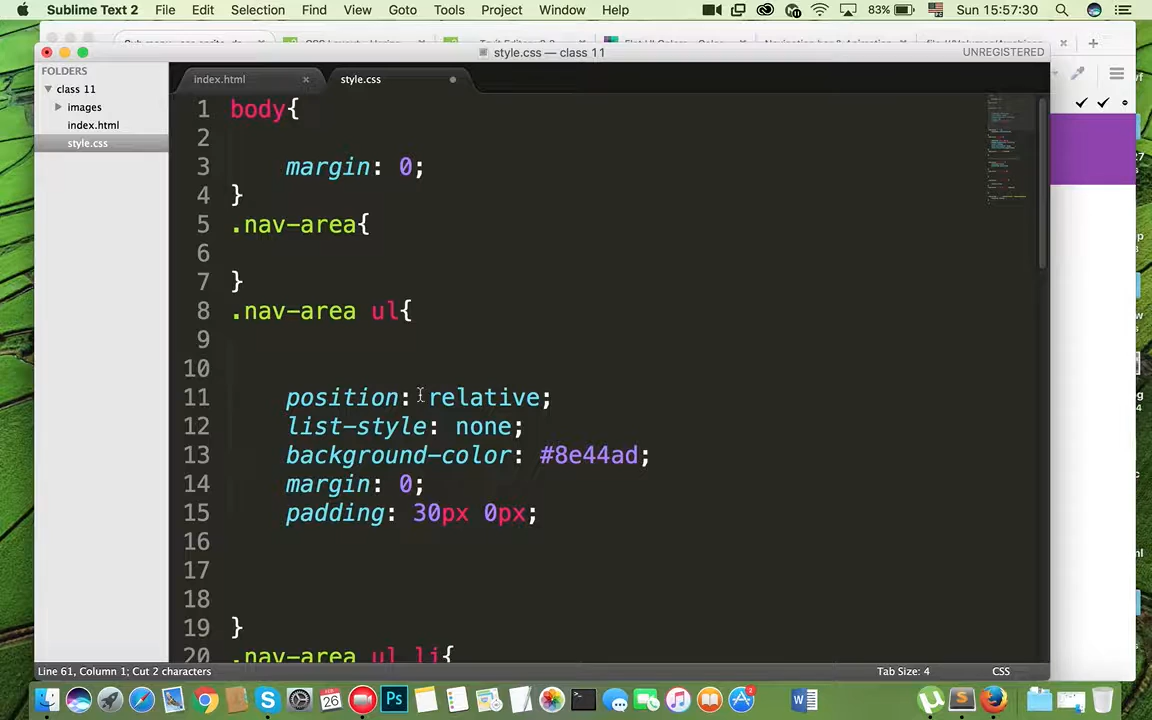 Sublime Text 2 File Edit Selection Find View Goto Tools Project Window Help 83% Sun 15:57:30
style.css — class 11 UNREGISTERED
FOLDERS
class 11
images
index.html
style.css
index.html style.css
1 body{
2
3 margin: 0;
4 }
5 .nav-area{
6
7 }
8 .nav-area ul{
9
10
11 position: relative;
12 list-style: none;
13 background-color: #8e44ad;
14 margin: 0;
15 padding: 30px 0px;
16
17
18
19 }
20 .nav-area ul li{
Line 61, Column 1; Cut 2 characters Tab Size: 4 CSS